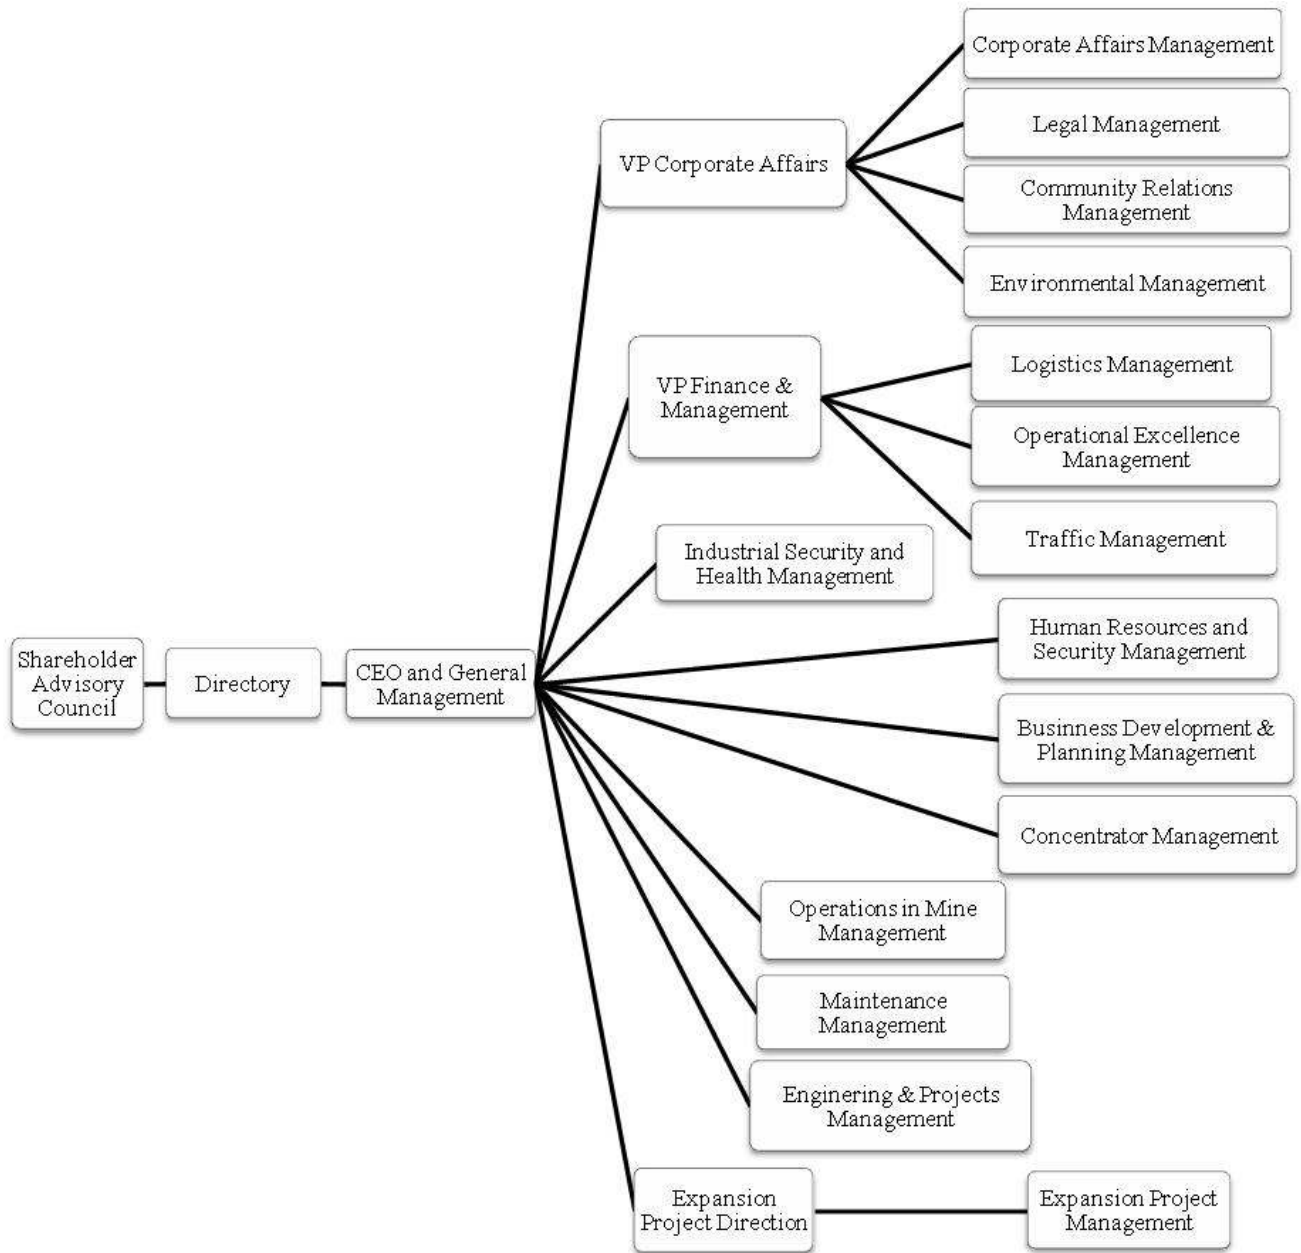 Corporate Affairs Management
Legal Management
VP Corporate Affairs
Community Relations
Management
Environmental Management
Logistics Management
VP Finance &
Management
Operational Excellence
Management
Traffic Management
Industrial Security and
Health Management
Human Resources and
Security Management
Shareholder
Advisory
Council
Directory
CEO and General
Management
Businness Development &
Planning Management
Concentrator Management
Operations in Mine
Management
Maintenance
Management
Enginering & Projects
Management
Expansion
Project Direction
Expansion Project
Management